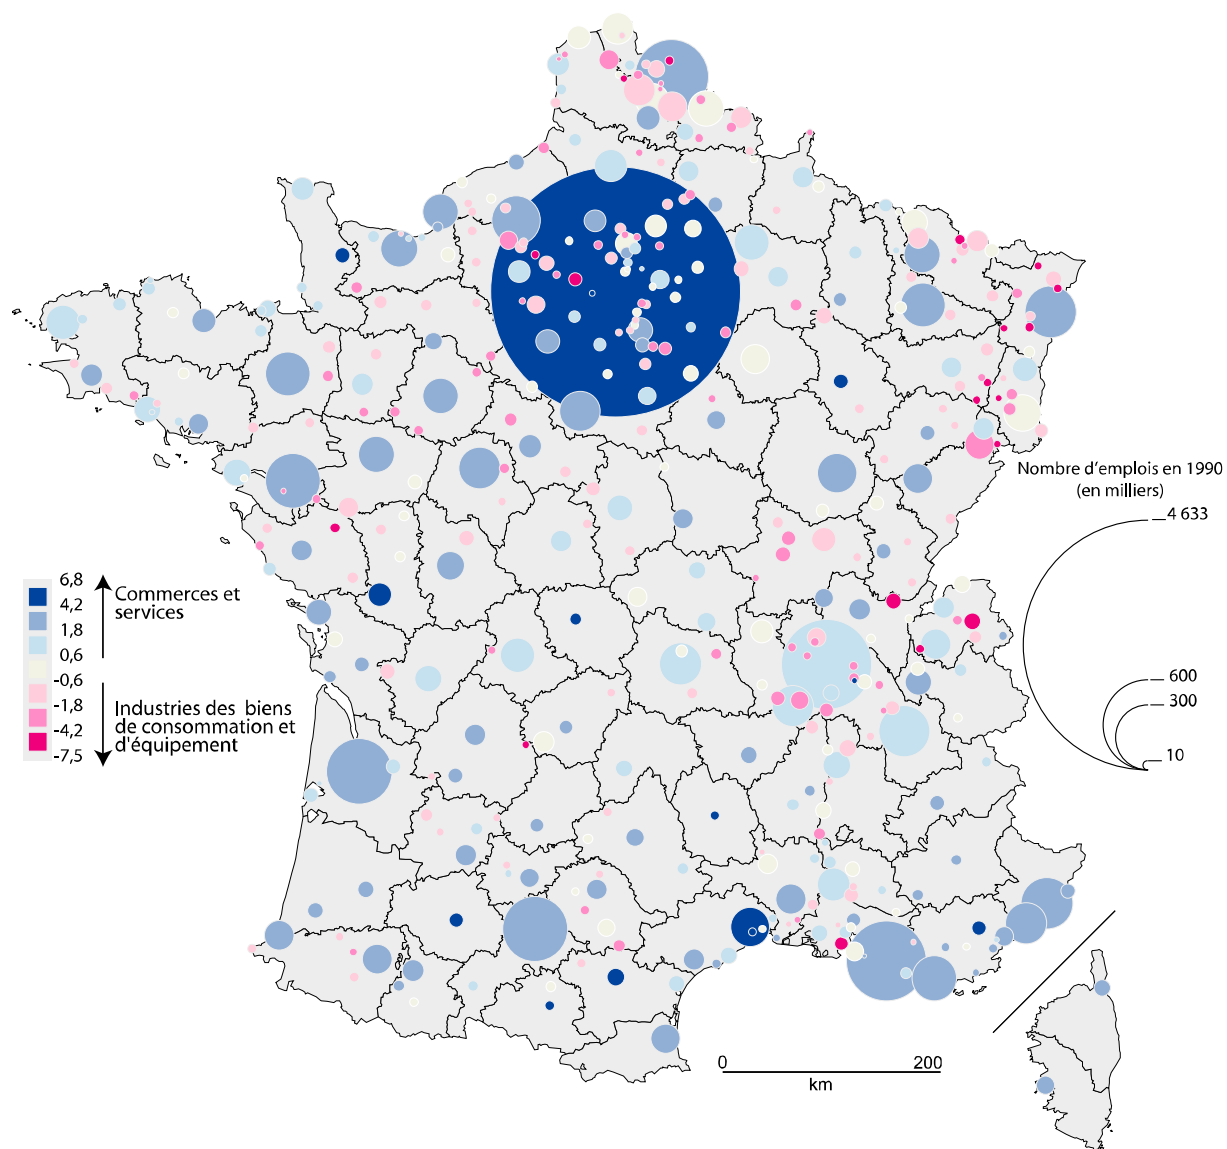 Nombre d'emplois en 1990
(en milliers)
4 633
600
300
10
6,8
4,2
1,8
0,6
-0,6
-1,8
-4,2
-7,5
Commerces et
services
Industries des biens
de consommation et
d'équipement
0
200
km